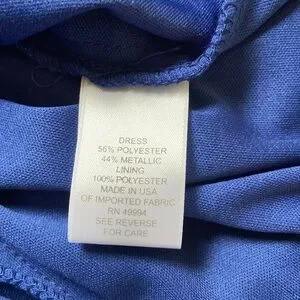 DRESS
56% POLYESTER
44% METALLIC
LINING
100% POLYESTER
MADE IN USA
OF IMPORTED FABRIC
RN 49994
SEE REVERSE
FOR CARE